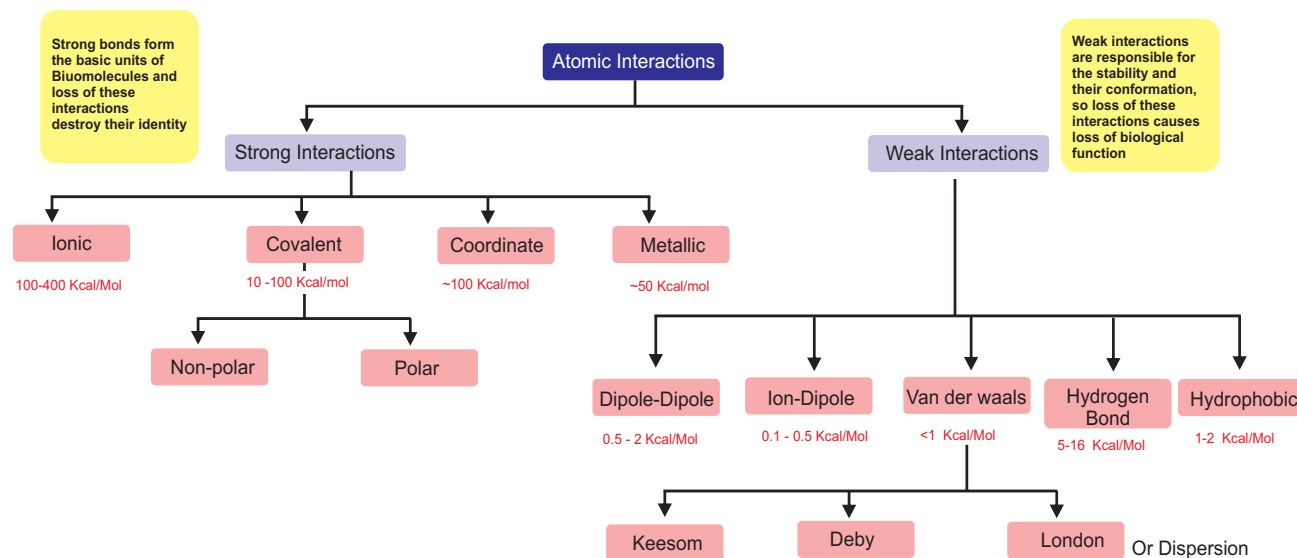 Strong bonds form
the basic units of
Biuomolecules and
loss of these
interactions
destroy their identity
Atomic Interactions
Weak interactions
are responsible for
the stability and
their conformation,
so loss of these
interactions causes
loss of biological
function
Strong Interactions
Weak Interactions
Ionic
Covalent
Coordinate
Metallic
100-400 Kcal/Mol
10 -100 Kcal/mol
~100 Kcal/mol
~50 Kcal/mol
Non-polar
Polar
Dipole-Dipole
Ion-Dipole
Van der waals
Hydrogen
Bond
Hydrophobic
0.5 - 2 Kcal/Mol
0.1 - 0.5 Kcal/Mol
<1 Kcal/Mol
5-16 Kcal/Mol
1-2 Kcal/Mol
Keesom
Deby
London
Or Dispersion